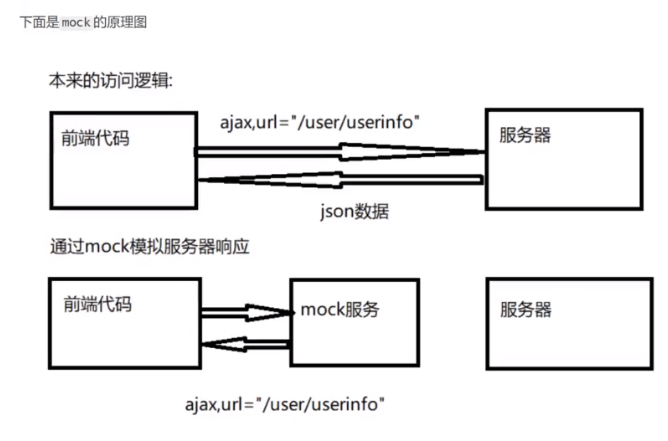 下面是mock的原理图
本来的访问逻辑:
ajax,url="/user/userinfo"
前端代码
服务器
json数据
通过mock模拟服务器响应
前端代码
mock服务
服务器
ajax,url="/user/userinfo"